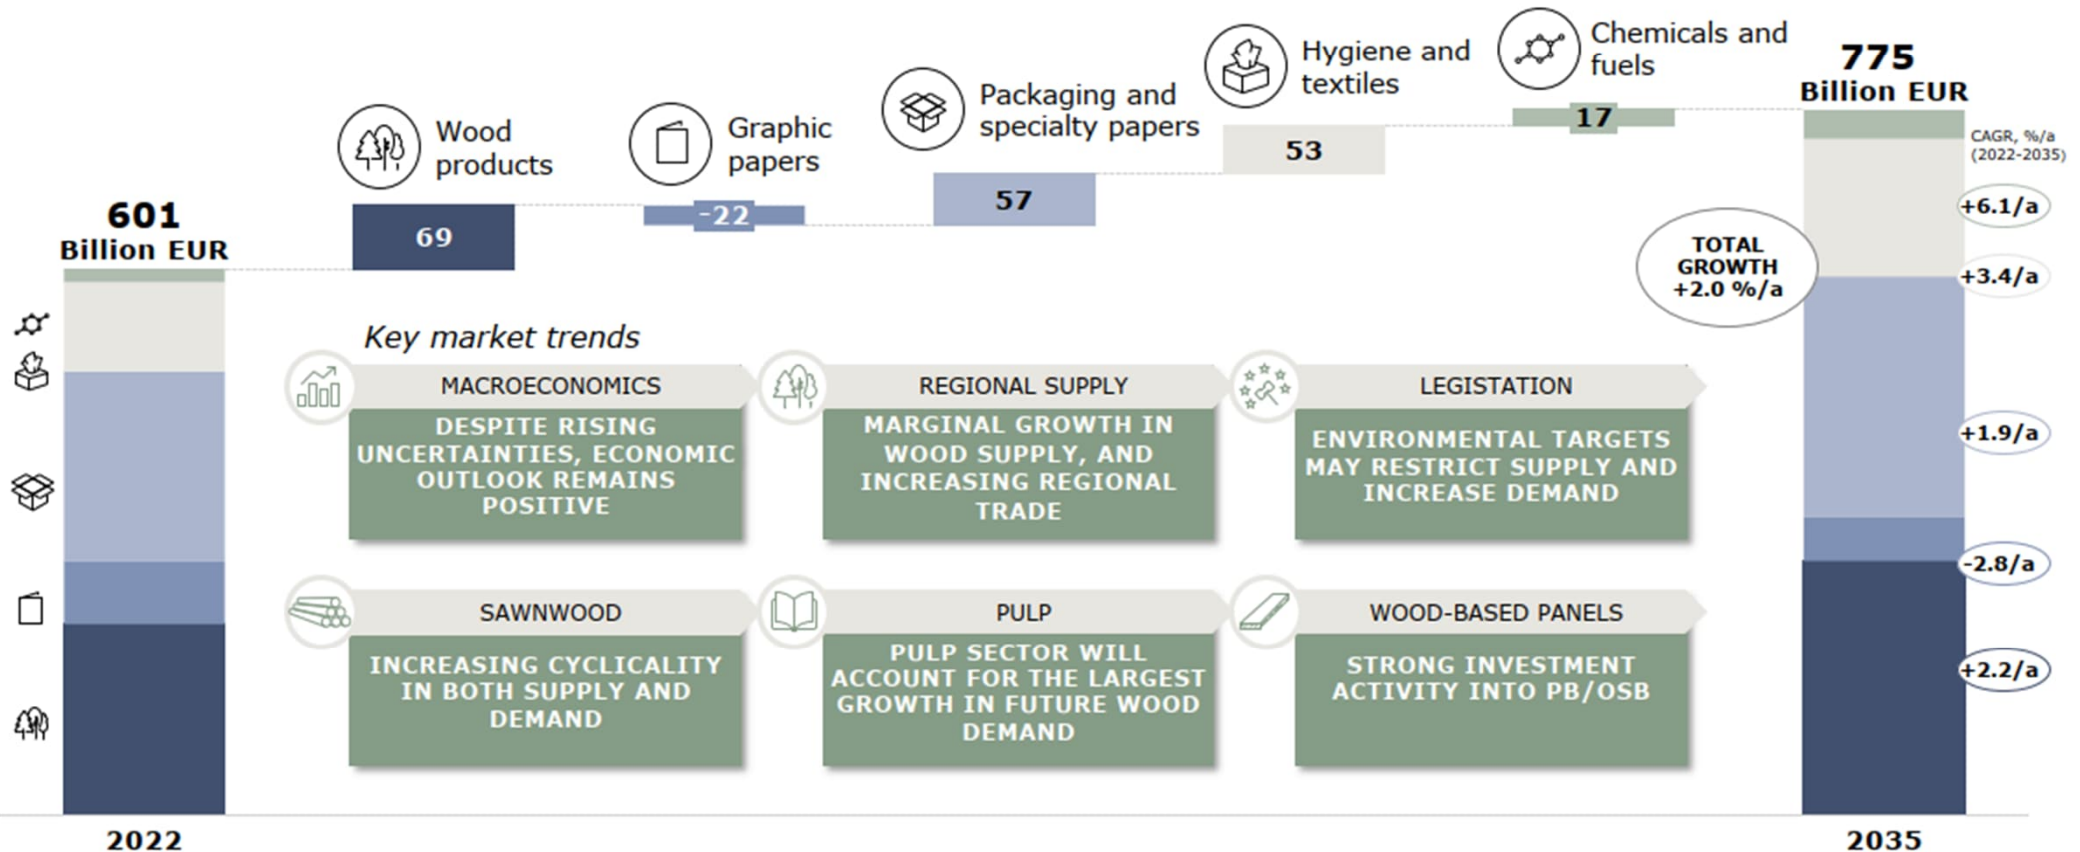 601
Billion EUR
Wood
products
69
Graphic
papers
-22
Packaging and
specialty papers
57
Hygiene and
textiles
53
Chemicals and
fuels
17
775
Billion EUR
CAGR, %/a
(2022-2035)
+6.1/a
+3.4/a
+1.9/a
-2.8/a
+2.2/a
TOTAL
GROWTH
+2.0 %/a
Key market trends
MACROECONOMICS
DESPITE RISING
UNCERTAINTIES, ECONOMIC
OUTLOOK REMAINS
POSITIVE
REGIONAL SUPPLY
MARGINAL GROWTH IN
WOOD SUPPLY, AND
INCREASING REGIONAL
TRADE
LEGISTATION
ENVIRONMENTAL TARGETS
MAY RESTRICT SUPPLY AND
INCREASE DEMAND
SAWNWOOD
INCREASING CYCLICALITY
IN BOTH SUPPLY AND
DEMAND
PULP
PULP SECTOR WILL
ACCOUNT FOR THE LARGEST
GROWTH IN FUTURE WOOD
DEMAND
WOOD-BASED PANELS
STRONG INVESTMENT
ACTIVITY INTO PB/OSB
2022
2035